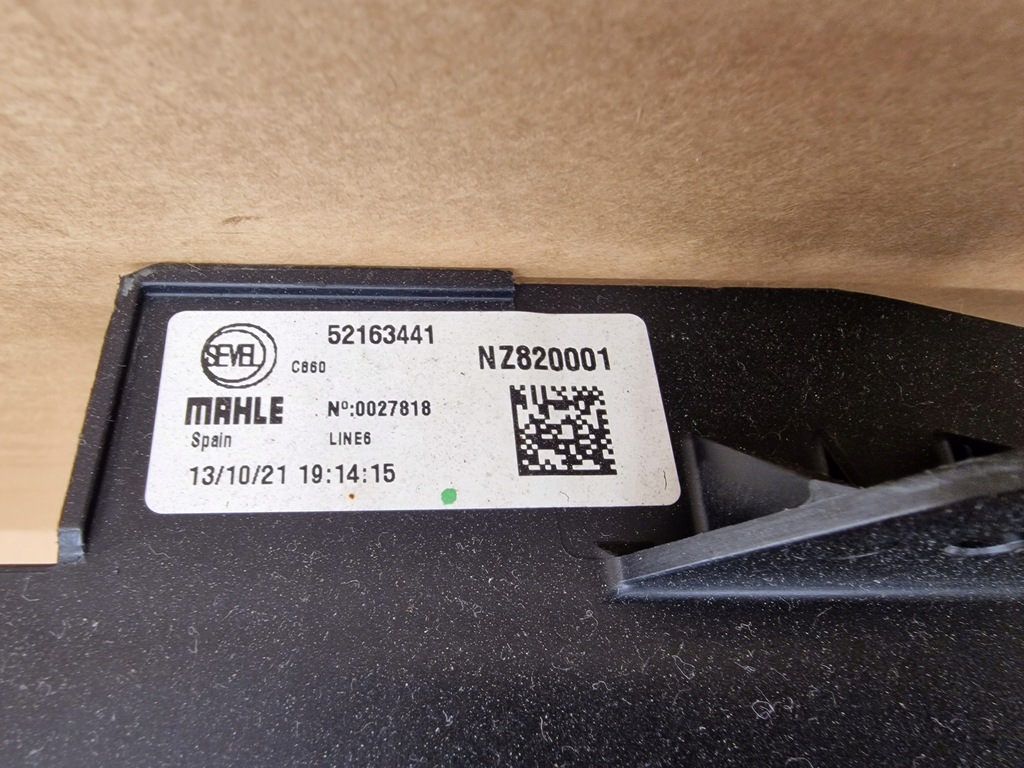 SEVEL
C860
52163441
NZ820001
MAHLE
Nº:0027818
Spain
LINE6
13/10/21 19:14:15